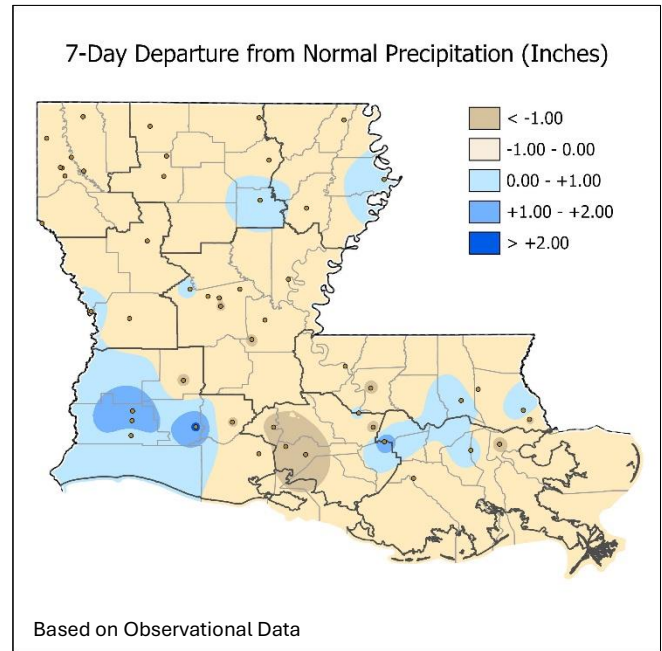 7-Day Departure from Normal Precipitation (Inches)
< -1.00
-1.00 - 0.00
0.00 - +1.00
+1.00 - +2.00
> +2.00
Based on Observational Data